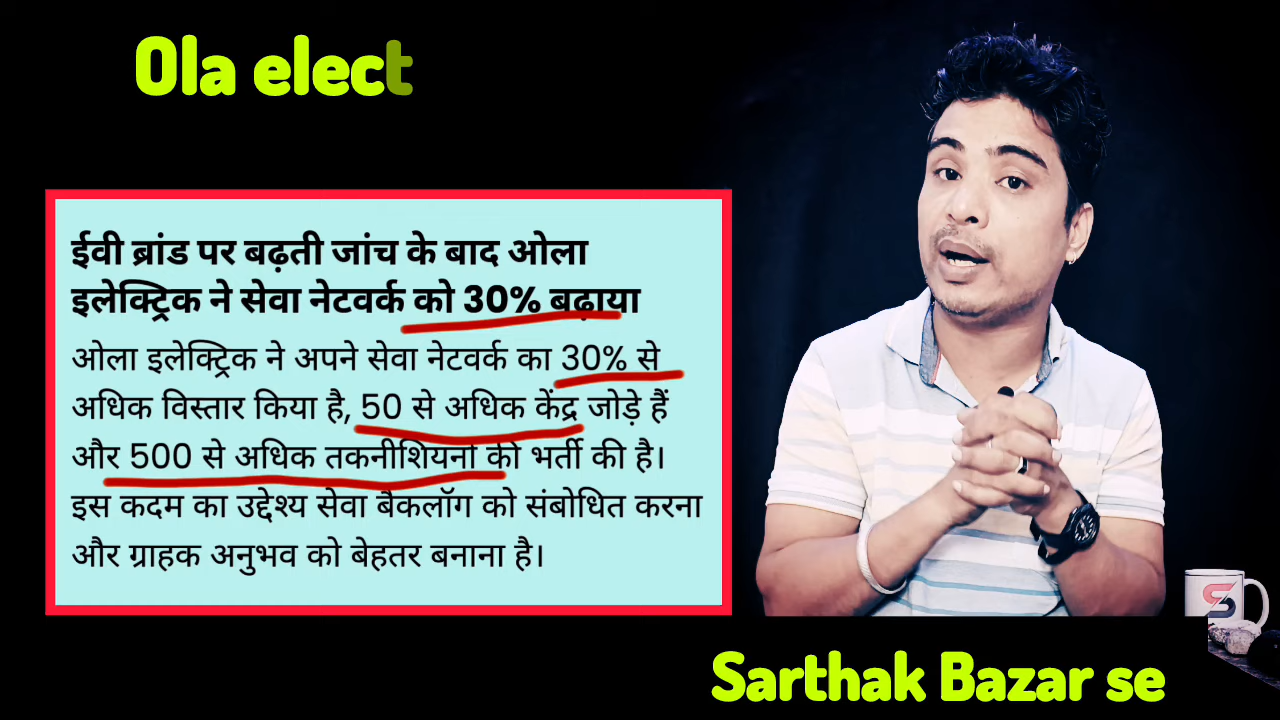 Ola elect
ईवी ब्रांड पर बढ़ती जांच के बाद ओला
इलेक्ट्रिक ने सेवा नेटवर्क को 30% बढ़ाया
ओला इलेक्ट्रिक ने अपने सेवा नेटवर्क का 30% से
अधिक विस्तार किया है, 50 से अधिक केंद्र जोड़े हैं
और 500 से अधिक तकनीशियनों की भर्ती की है।
इस कदम का उद्देश्य सेवा बैकलॉग को संबोधित करना
और ग्राहक अनुभव को बेहतर बनाना है।
Sarthak Bazar se